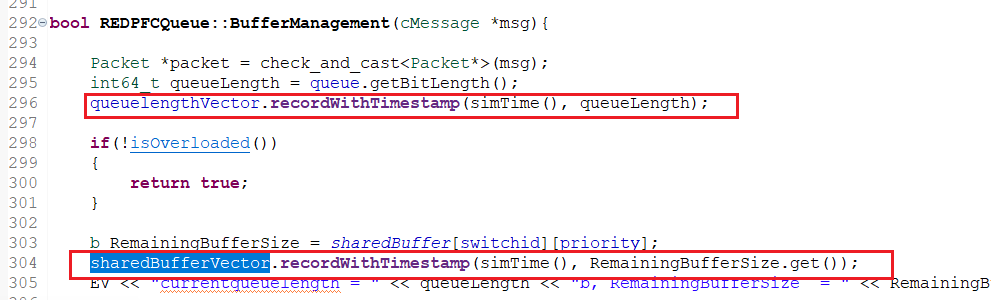 291
292 bool REDPFCQueue::BufferManagement(cMessage *msg){
293
294 Packet *packet = check_and_cast<Packet*>(msg);
295 int64_t queueLength = queue.getBitLength();
296 queuelengthVector.recordWithTimestamp(simTime(), queueLength);
297
298 if(!isOverloaded())
299 {
300 return true;
301 }
302
303 b RemainingBufferSize = sharedBuffer[switchid][priority];
304 sharedBufferVector.recordWithTimestamp(simTime(), RemainingBufferSize.get());
305 EV << "currentqueuelength = " << queueLength << "b, RemainingBufferSize = " << RemainingB